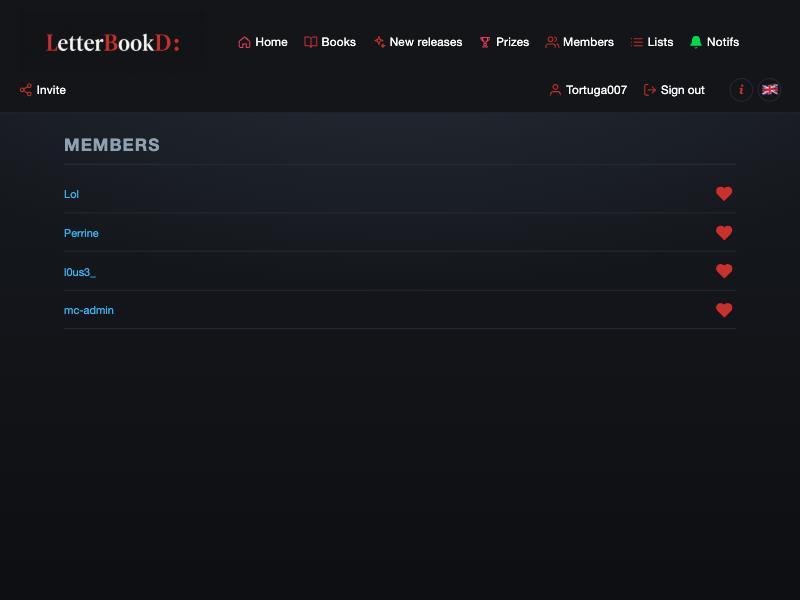 LetterBookD:
Home
Books
New releases
Prizes
Members
Lists
Notifs
Invite
Tortuga007
Sign out
i
MEMBERS
Lol
Perrine
l0us3_
mc-admin